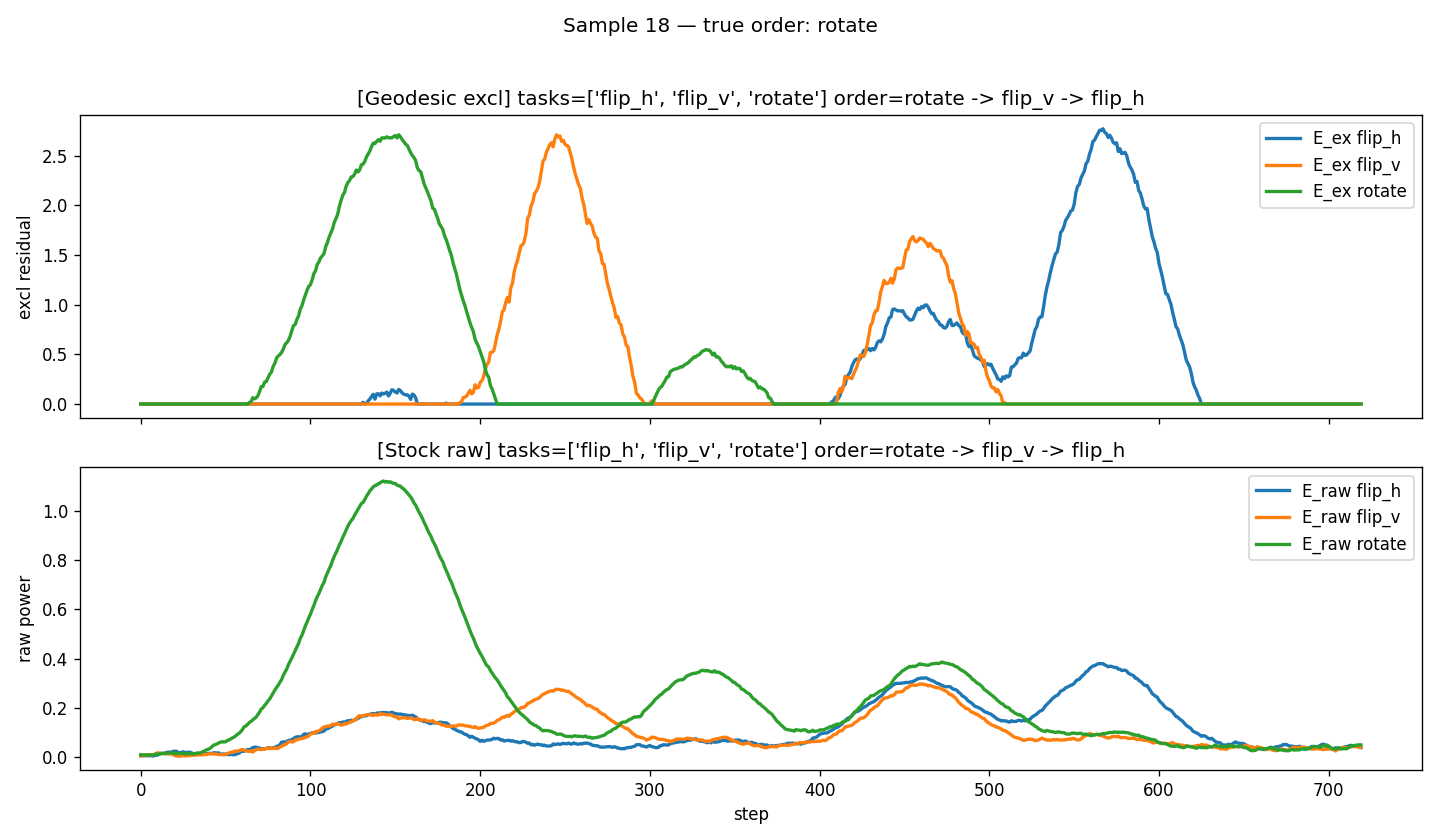 Sample 18 — true order: rotate
[Geodesic excl] tasks=['flip_h', 'flip_v', 'rotate'] order=rotate -> flip_v -> flip_h
excl residual
2.5
2.0
1.5
1.0
0.5
0.0
E_ex flip_h
E_ex flip_v
E_ex rotate
[Stock raw] tasks=['flip_h', 'flip_v', 'rotate'] order=rotate -> flip_v -> flip_h
raw power
1.0
0.8
0.6
0.4
0.2
0.0
E_raw flip_h
E_raw flip_v
E_raw rotate
0 100 200 300 400 500 600 700
step